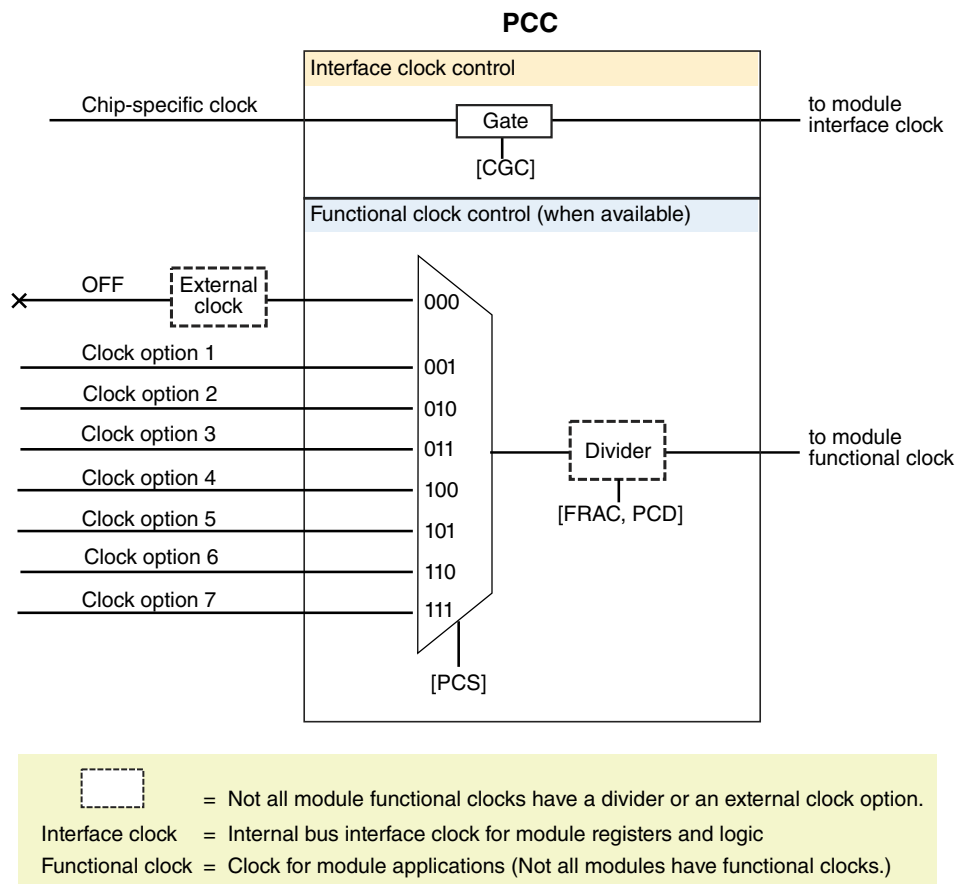 PCC
Interface clock control
Chip-specific clock
Gate
to module
interface clock
[CGC]
Functional clock control (when available)
OFF
External
clock
000
Clock option 1
001
Clock option 2
010
Clock option 3
011
Divider
to module
functional clock
Clock option 4
100
[FRAC, PCD]
Clock option 5
101
Clock option 6
110
Clock option 7
111
[PCS]
= Not all module functional clocks have a divider or an external clock option.
Interface clock = Internal bus interface clock for module registers and logic
Functional clock = Clock for module applications (Not all modules have functional clocks.)